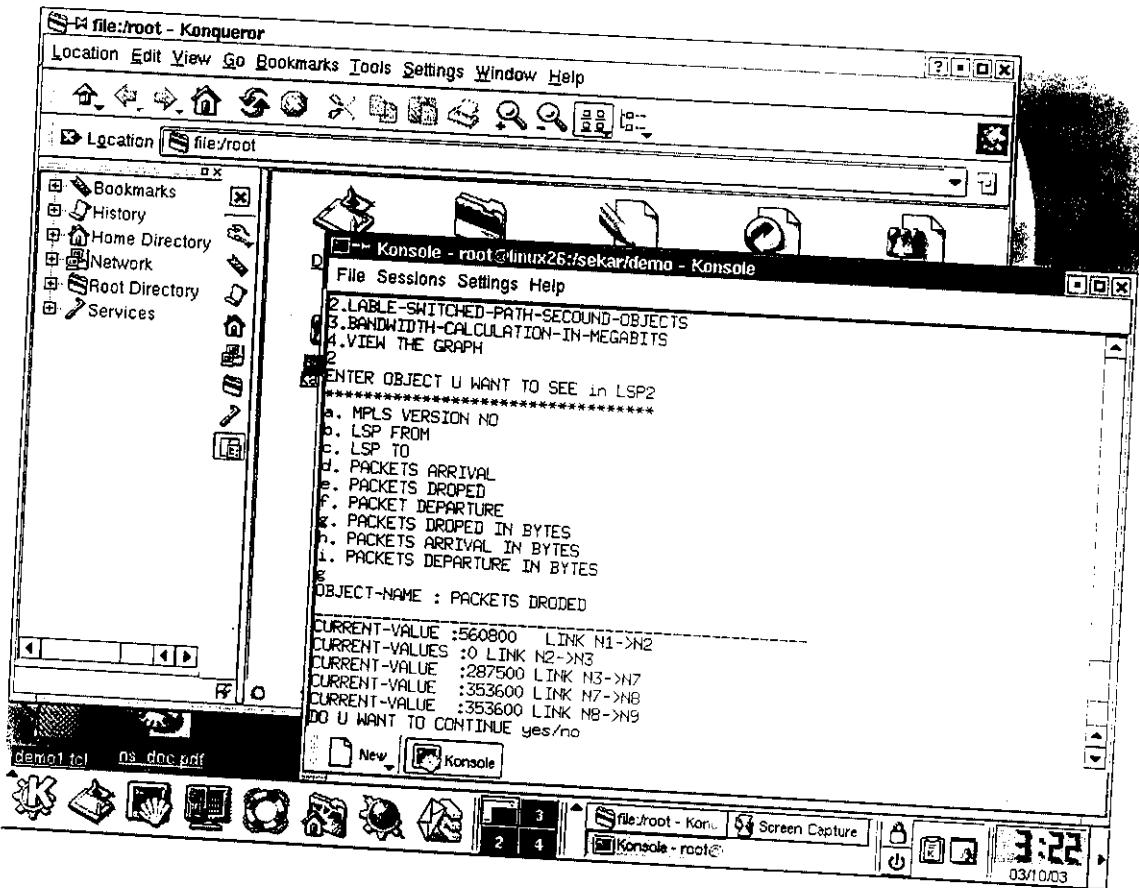 file:/root - Konqueror
Location Edit View Go Bookmarks Tools Settings Window Help
Location file:/root
Bookmarks
History
Home Directory
Network
Root Directory
Services
Konsole - root@linux26:/sekar/demo - Konsole
File Sessions Settings Help
2.LABLE-SWITCHED-PATH-SECOUND-OBJECTS
3.BANDWIDTH-CALCULATION-IN-MEGABITS
4.VIEW THE GRAPH
2
ENTER OBJECT U WANT TO SEE in LSP2
**********************************
a. MPLS VERSION NO
b. LSP FROM
c. LSP TO
d. PACKETS ARRIVAL
e. PACKETS DROPED
f. PACKET DEPARTURE
g. PACKETS DROPED IN BYTES
h. PACKETS ARRIVAL IN BYTES
i. PACKETS DEPARTURE IN BYTES
g
OBJECT-NAME : PACKETS DRODED
CURRENT-VALUE :560800 LINK N1->N2
CURRENT-VALUES :0 LINK N2->N3
CURRENT-VALUE :287500 LINK N3->N7
CURRENT-VALUE :353600 LINK N7->N8
CURRENT-VALUE :353600 LINK N8->N9
DO U WANT TO CONTINUE yes/no
New Konsole
demo1.tcl ns_doc.pdf
3
2 4
file:/root - Konq
Screen Capture
Konsole - root@
3:22
03/10/03